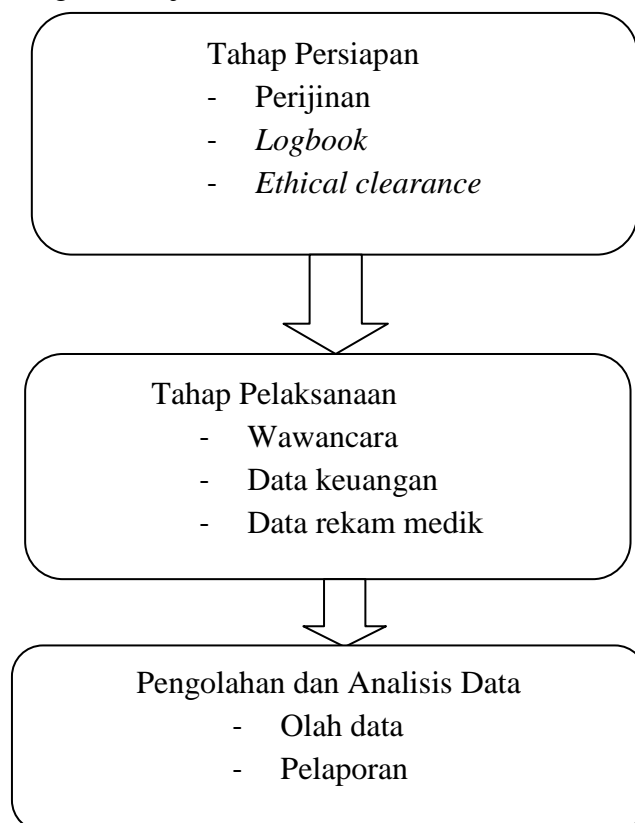 Tahap Persiapan
- Perijinan
- Logbook
- Ethical clearance
Tahap Pelaksanaan
- Wawancara
- Data keuangan
- Data rekam medik
Pengolahan dan Analisis Data
- Olah data
- Pelaporan